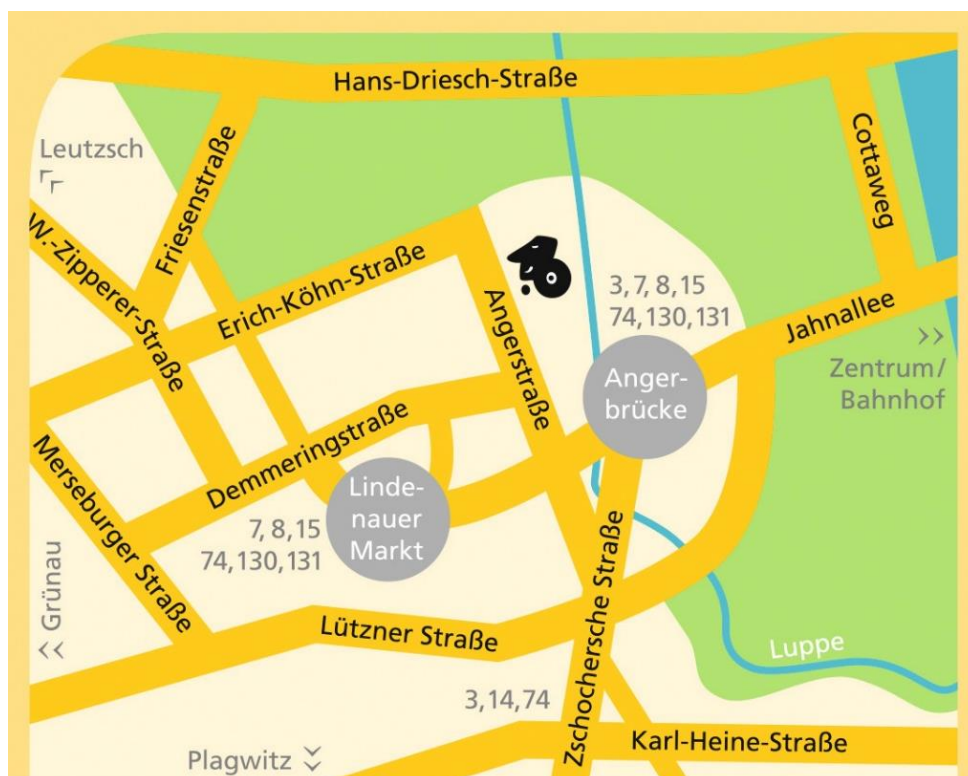 Hans-Driesch-Straße
Leutzsch
Friesenstraße
Cottaweg
W.-Zipperer-Straße
Erich-Köhn-Straße
Angerstraße
3, 7, 8, 15
74, 130, 131
Jahnallee
Zentrum/
Bahnhof
Anger-
brücke
Demmeringstraße
Merseburger Straße
Linde-
nauer
Markt
7, 8, 15
74, 130, 131
Grünau
Zschochersche Straße
Lützner Straße
Luppe
3, 14, 74
Karl-Heine-Straße
Plagwitz